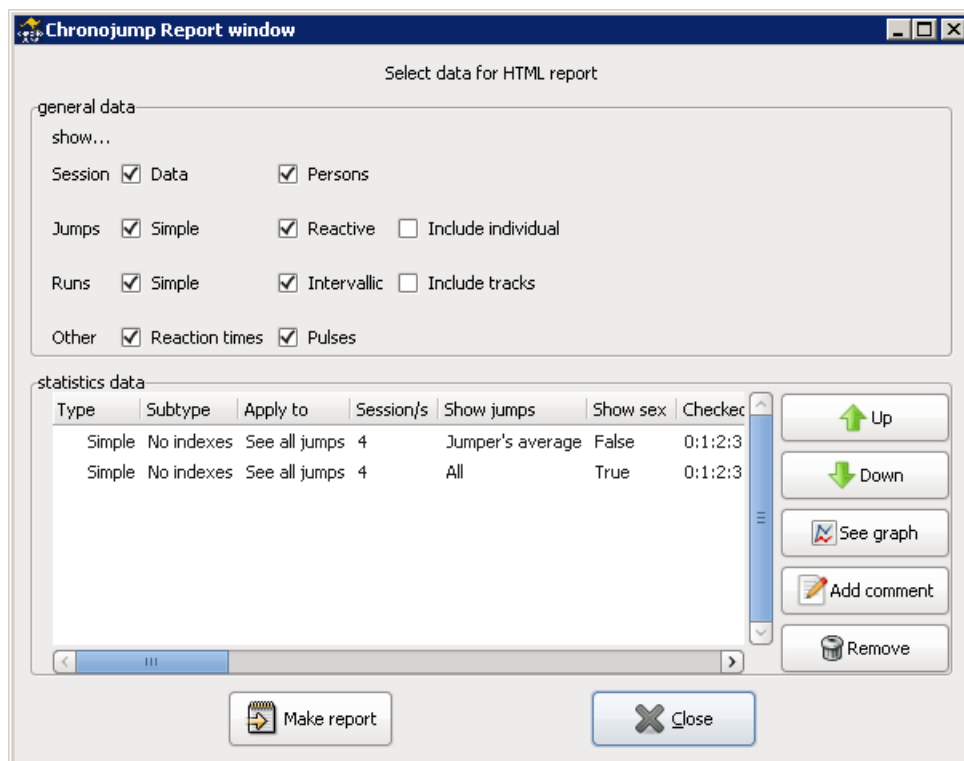 Chronojump Report window
Select data for HTML report
general data
show...
Session Data Persons
Jumps Simple Reactive Include individual
Runs Simple Intervallic Include tracks
Other Reaction times Pulses
statistics data
Type Subtype Apply to Session/s Show jumps Show sex Checked
Simple No indexes See all jumps 4 Jumper's average False 0:1:2:3
Simple No indexes See all jumps 4 All True 0:1:2:3
Up
Down
See graph
Add comment
Remove
Make report Close